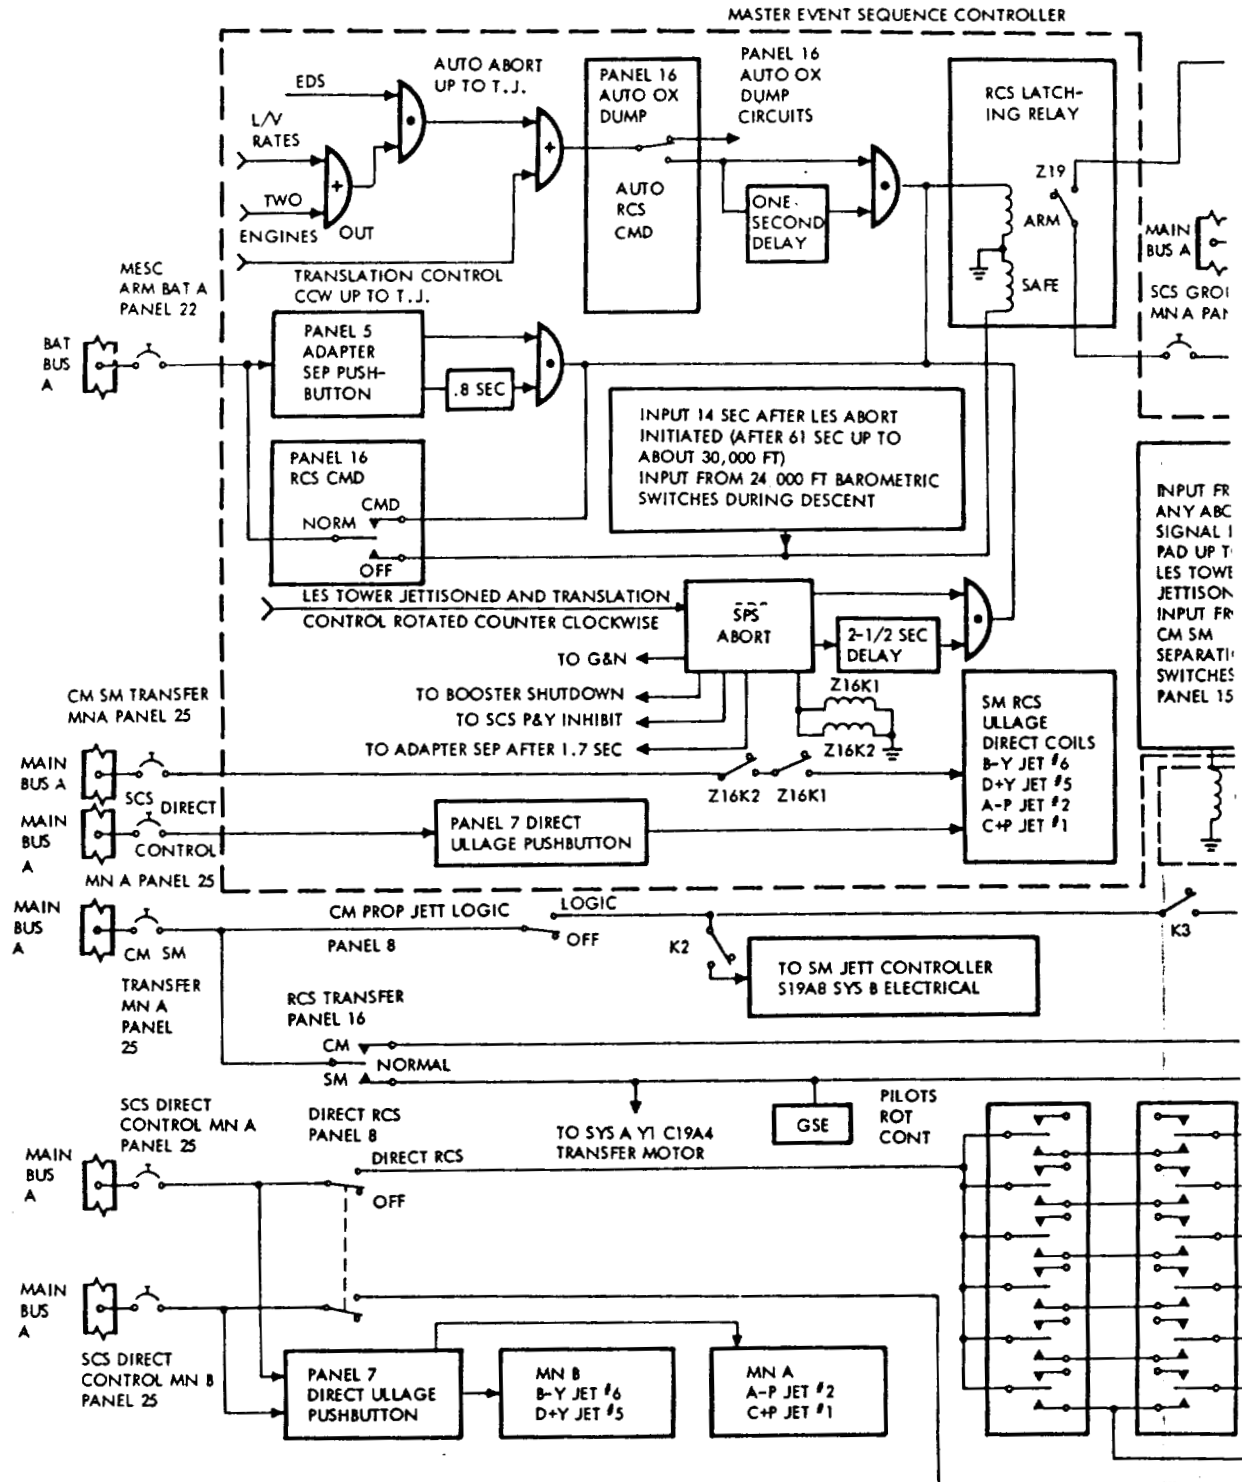 MASTER EVENT SEQUENCE CONTROLLER
EDS
AUTO ABORT
UP TO T.J.
L/V
RATES
+
•
TWO
ENGINES
OUT
+
TRANSLATION CONTROL
CCW UP TO T.J.
PANEL 16
AUTO OX
DUMP
AUTO
RCS
CMD
PANEL 16
AUTO OX
DUMP
CIRCUITS
ONE
SECOND
DELAY
•
RCS LATCH-
ING RELAY
Z19
ARM
SAFE
MAIN
BUS A
SCS GRO
MN A PA
MESC
ARM BAT A
PANEL 22
BAT
BUS
A
PANEL 5
ADAPTER
SEP PUSH-
BUTTON
.8 SEC
•
PANEL 16
RCS CMD
CMD
NORM
OFF
INPUT 14 SEC AFTER LES ABORT
INITIATED (AFTER 61 SEC UP TO
ABOUT 30,000 FT)
INPUT FROM 24 000 FT BAROMETRIC
SWITCHES DURING DESCENT
INPUT FR
ANY ABO
SIGNAL
PAD UP T
LES TOWE
JETTISON
INPUT FR
CM SM
SEPARATI
SWITCHES
PANEL 15
LES TOWER JETTISONED AND TRANSLATION
CONTROL ROTATED COUNTER CLOCKWISE
SPS
ABORT
2-1/2 SEC
DELAY
•
TO G&N
TO BOOSTER SHUTDOWN
TO SCS P&Y INHIBIT
TO ADAPTER SEP AFTER 1.7 SEC
Z16K1
Z16K2
Z16K2 Z16K1
SM RCS
ULLAGE
DIRECT COILS
B-Y JET #6
D+Y JET #5
A-P JET #2
C+P JET #1
CM SM TRANSFER
MNA PANEL 25
MAIN
BUS A
SCS DIRECT
MAIN
BUS
A
CONTROL
MN A PANEL 25
PANEL 7 DIRECT
ULLAGE PUSHBUTTON
MAIN
BUS
A
CM SM
TRANSFER
MN A
PANEL
25
CM PROP JETT LOGIC
PANEL 8
LOGIC
OFF
K2
K3
TO SM JETT CONTROLLER
S19A8 SYS B ELECTRICAL
RCS TRANSFER
PANEL 16
CM
NORMAL
SM
TO SYS A Y1 C19A4
TRANSFER MOTOR
GSE
PILOTS
ROT
CONT
SCS DIRECT
CONTROL MN A
PANEL 25
DIRECT RCS
PANEL 8
DIRECT RCS
OFF
MAIN
BUS
A
MAIN
BUS
A
SCS DIRECT
CONTROL MN B
PANEL 25
PANEL 7
DIRECT ULLAGE
PUSHBUTTON
MN B
B-Y JET #6
D+Y JET #5
MN A
A-P JET #2
C+P JET #1